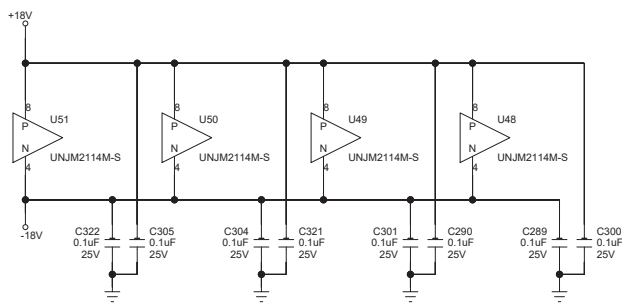 +18V
8
P
N
4
U51
UNJM2114M-S
8
P
N
4
U50
UNJM2114M-S
8
P
N
4
U49
UNJM2114M-S
8
P
N
4
U48
UNJM2114M-S
-18V
C322
0.1uF
25V
C305
0.1uF
25V
C304
0.1uF
25V
C321
0.1uF
25V
C301
0.1uF
25V
C290
0.1uF
25V
C289
0.1uF
25V
C300
0.1uF
25V